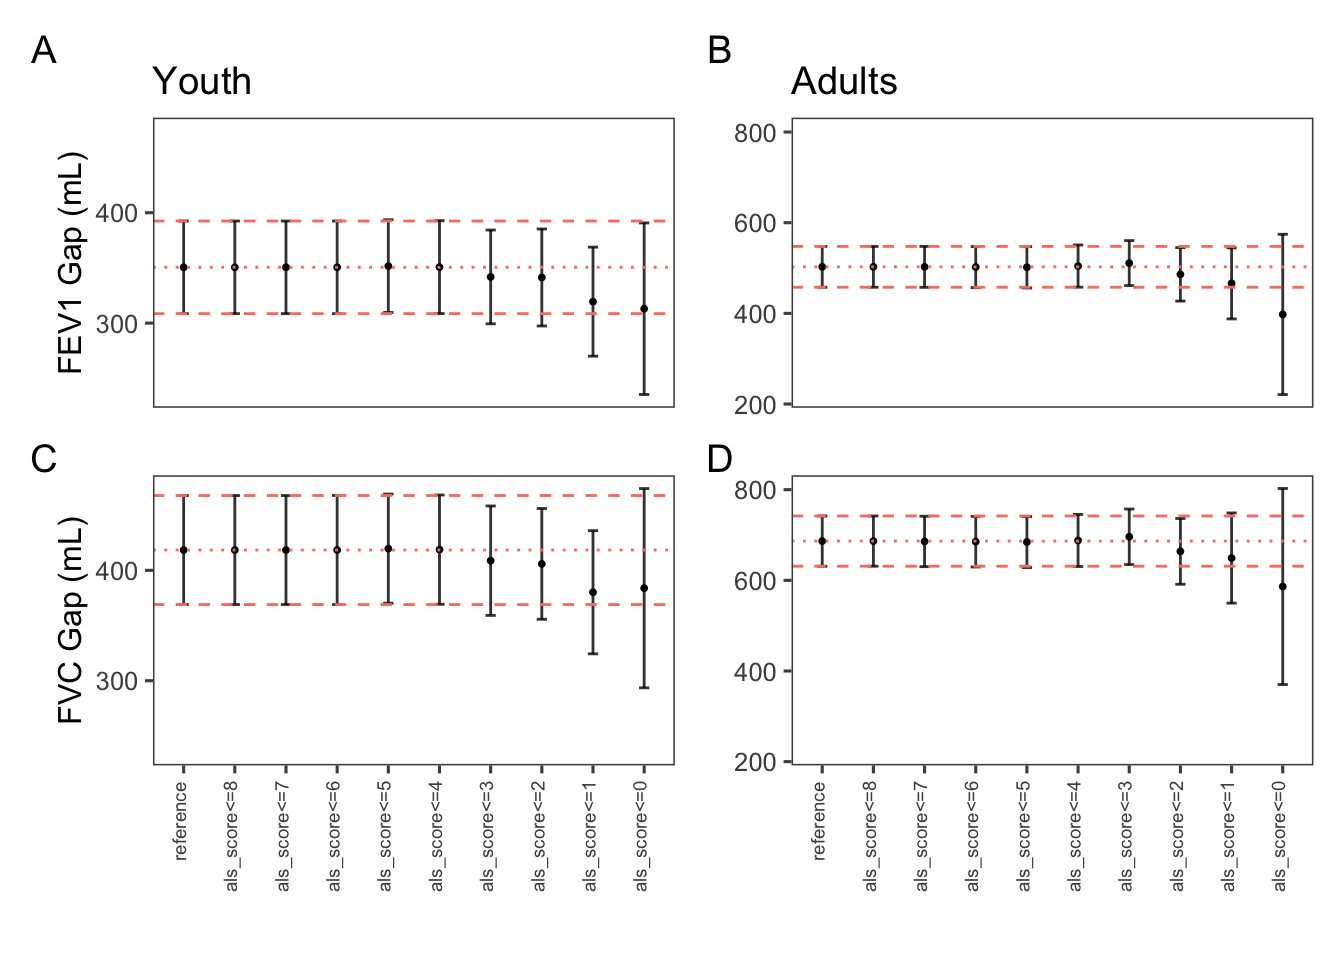 A
Youth
FEV1 Gap (mL)
400
300
B
Adults
800
600
400
200
C
FVC Gap (mL)
400
300
reference
als_score<=8
als_score<=7
als_score<=6
als_score<=5
als_score<=4
als_score<=3
als_score<=2
als_score<=1
als_score<=0
D
800
600
400
200
reference
als_score<=8
als_score<=7
als_score<=6
als_score<=5
als_score<=4
als_score<=3
als_score<=2
als_score<=1
als_score<=0